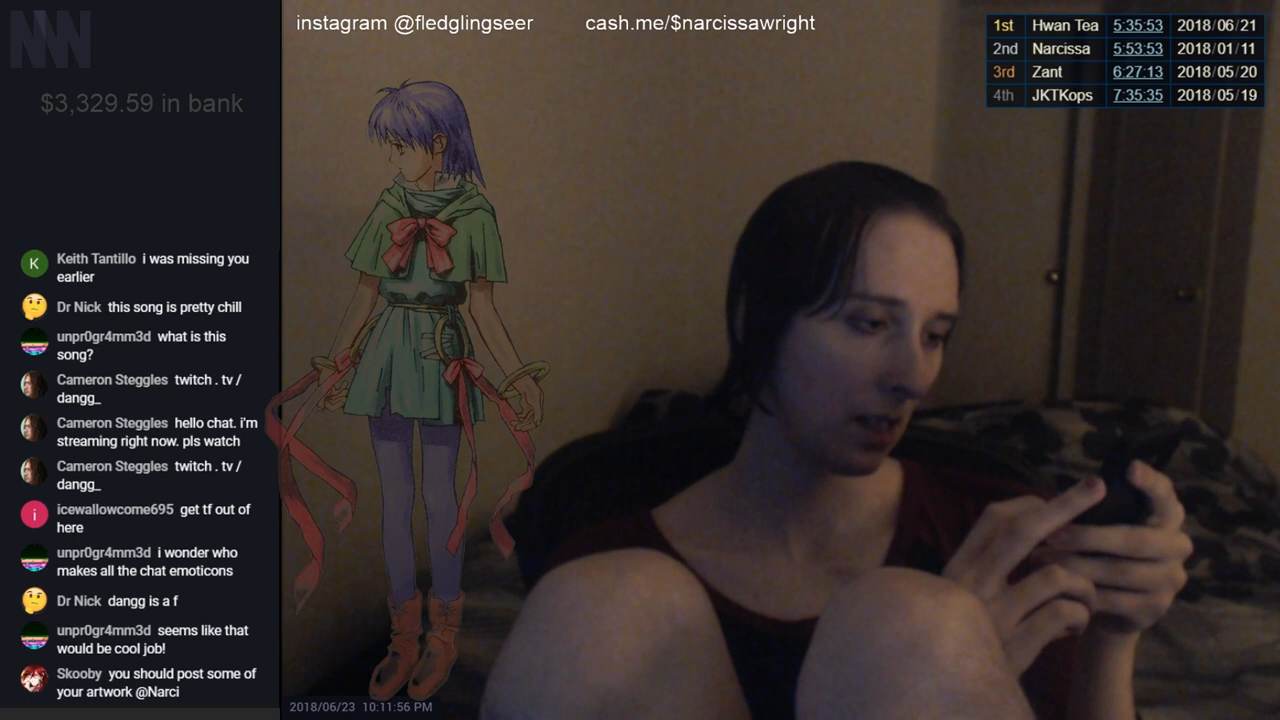 NNN
$3,329.59 in bank
Keith Tantillo i was missing you
earlier
Dr Nick this song is pretty chill
unpr0gr4mm3d what is this
song?
Cameron Steggles twitch . tv /
dangg_
Cameron Steggles hello chat. i'm
streaming right now. pls watch
Cameron Steggles twitch . tv /
dangg_
icewallowcome695 get tf out of
here
unpr0gr4mm3d i wonder who
makes all the chat emoticons
Dr Nick dangg is a f
unpr0gr4mm3d seems like that
would be cool job!
Skooby you should post some of
your artwork @Narci
K
i
instagram @fledglingseer
cash.me/$narcissawright
1st Hwan Tea 5:35:53 2018/06/21
2nd Narcissa 5:53:53 2018/01/11
3rd Zant 6:27:13 2018/05/20
4th JKTKops 7:35:35 2018/05/19
2018/06/23 10:11:56 PM